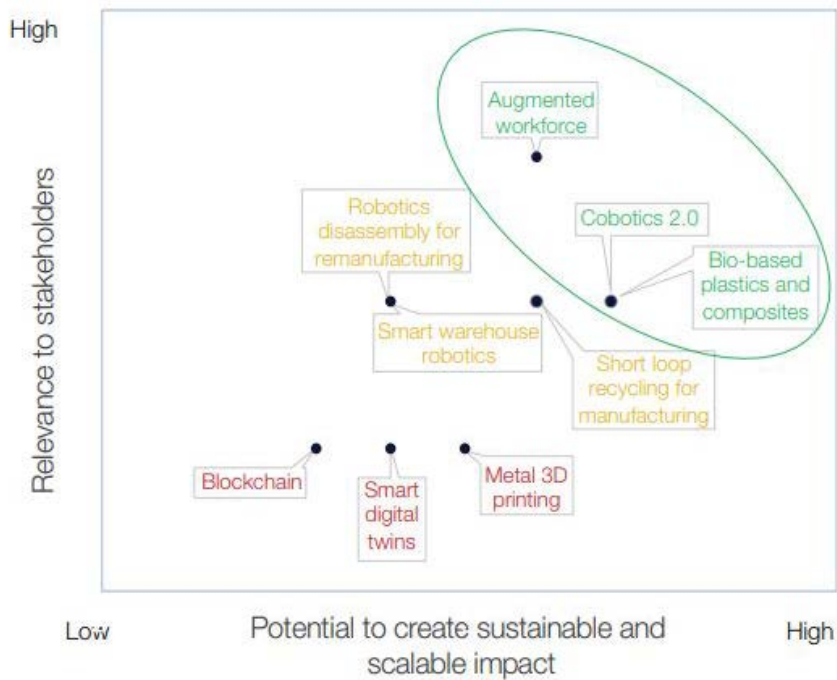 High
Augmented
workforce
Robotics
disassembly for
remanufacturing
Cobotics 2.0
Bio-based
plastics and
composites
Smart warehouse
robotics
Short loop
recycling for
manufacturing
Relevance to stakeholders
Blockchain
Smart
digital
twins
Metal 3D
printing
Low
Potential to create sustainable and
scalable impact
High